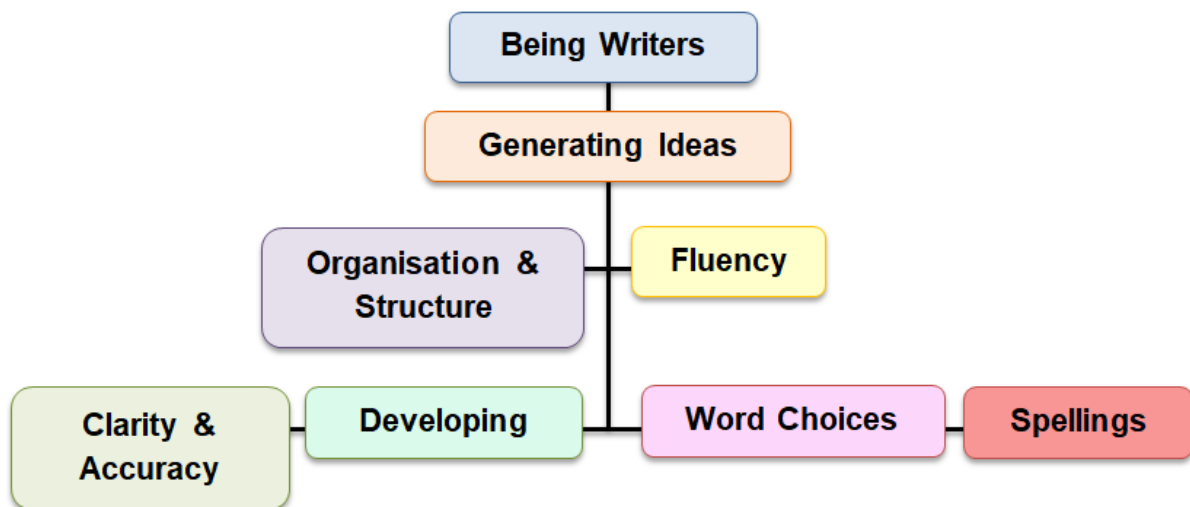 Being Writers
Generating Ideas
Organisation &
Structure
Fluency
Clarity &
Accuracy
Developing
Word Choices
Spellings